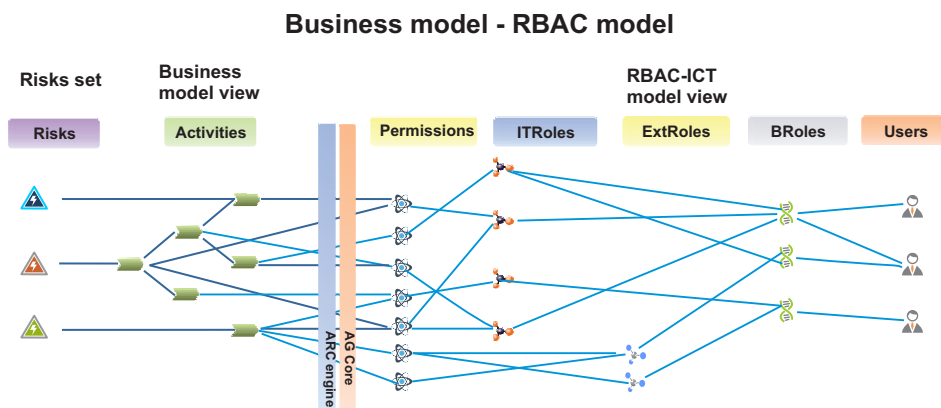 Business model - RBAC model
Risks set
Business
model view
RBAC-ICT
model view
Risks
Activities
Permissions
ITRoles
ExtRoles
BRoles
Users
ARC engine
AG Core